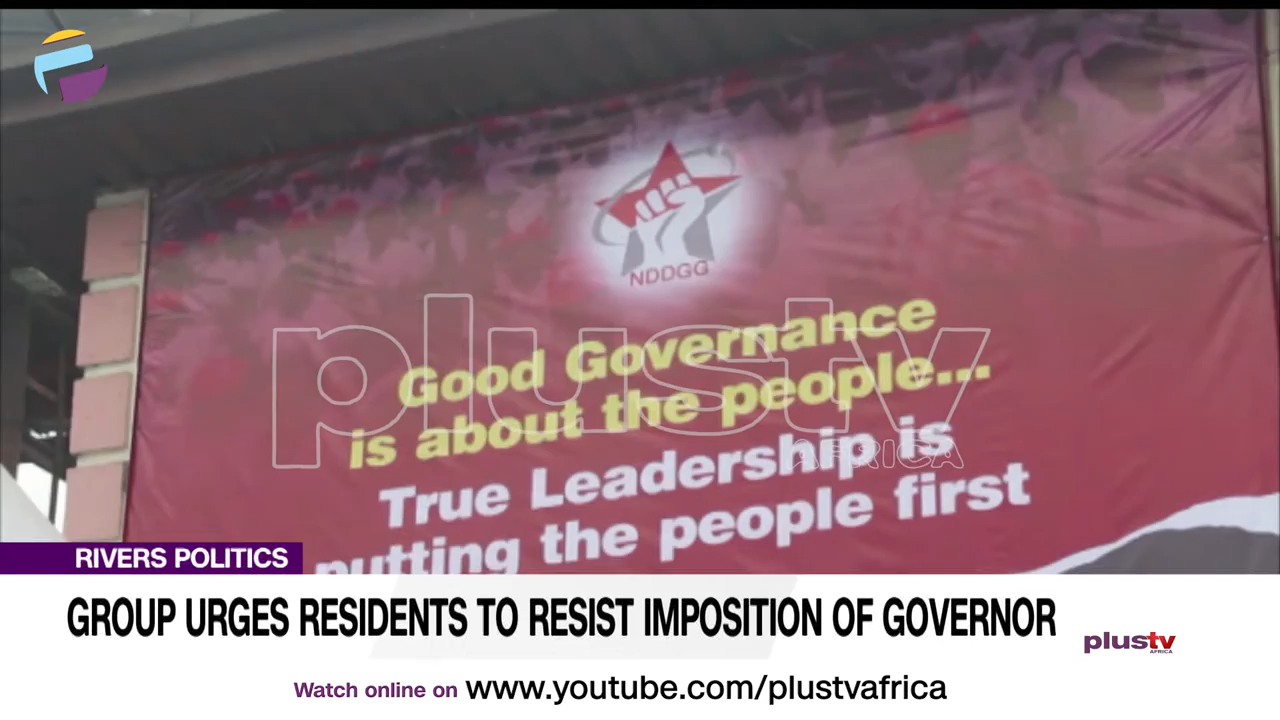 NDDGG
Good Governance
is about the people...
True Leadership is
putting the people first
plustv
AFRICA
RIVERS POLITICS
GROUP URGES RESIDENTS TO RESIST IMPOSITION OF GOVERNOR
plustv
AFRICA
Watch online on www.youtube.com/plustvafrica